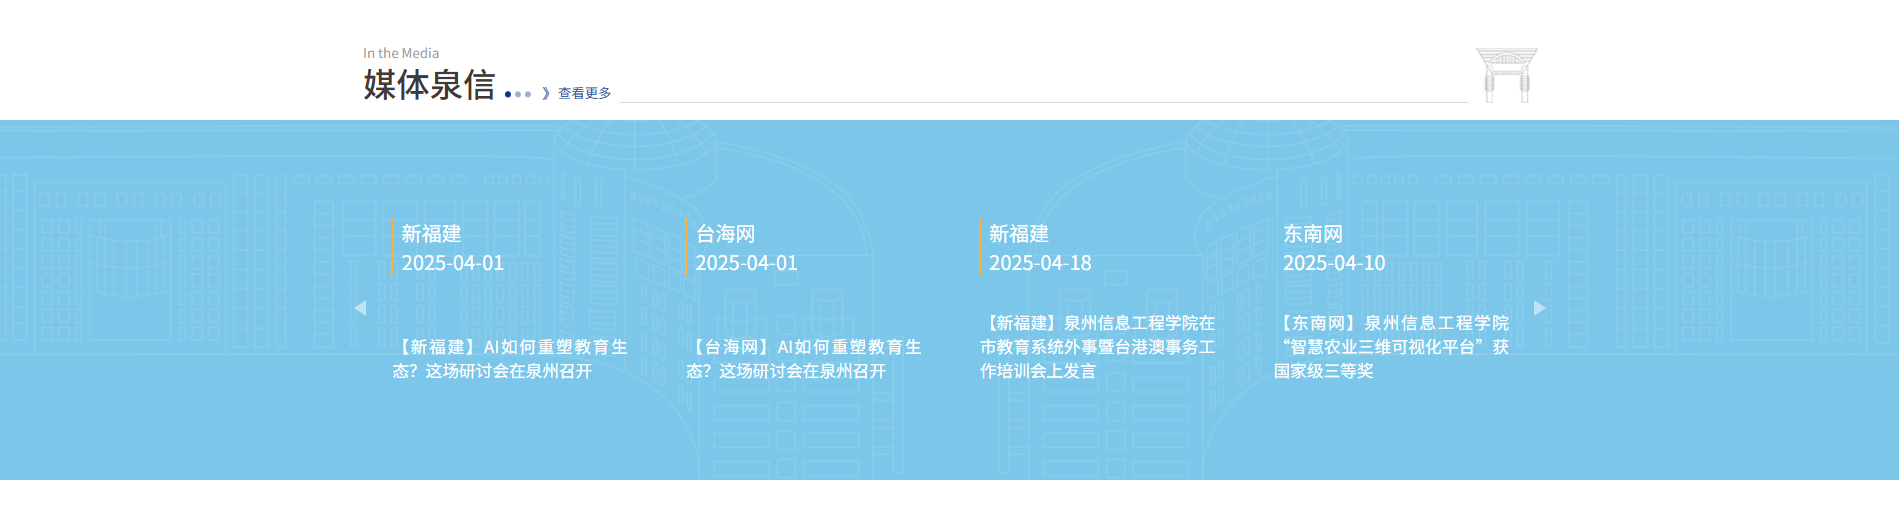 In the Media
媒体泉信
》查看更多
新福建
2025-04-01
【新福建】AI如何重塑教育生
态？这场研讨会在泉州召开
台海网
2025-04-01
【台海网】AI如何重塑教育生
态？这场研讨会在泉州召开
新福建
2025-04-18
【新福建】泉州信息工程学院在
市教育系统外事暨台港澳事务工
作培训会上发言
东南网
2025-04-10
【东南网】泉州信息工程学院
“智慧农业三维可视化平台”获
国家级三等奖